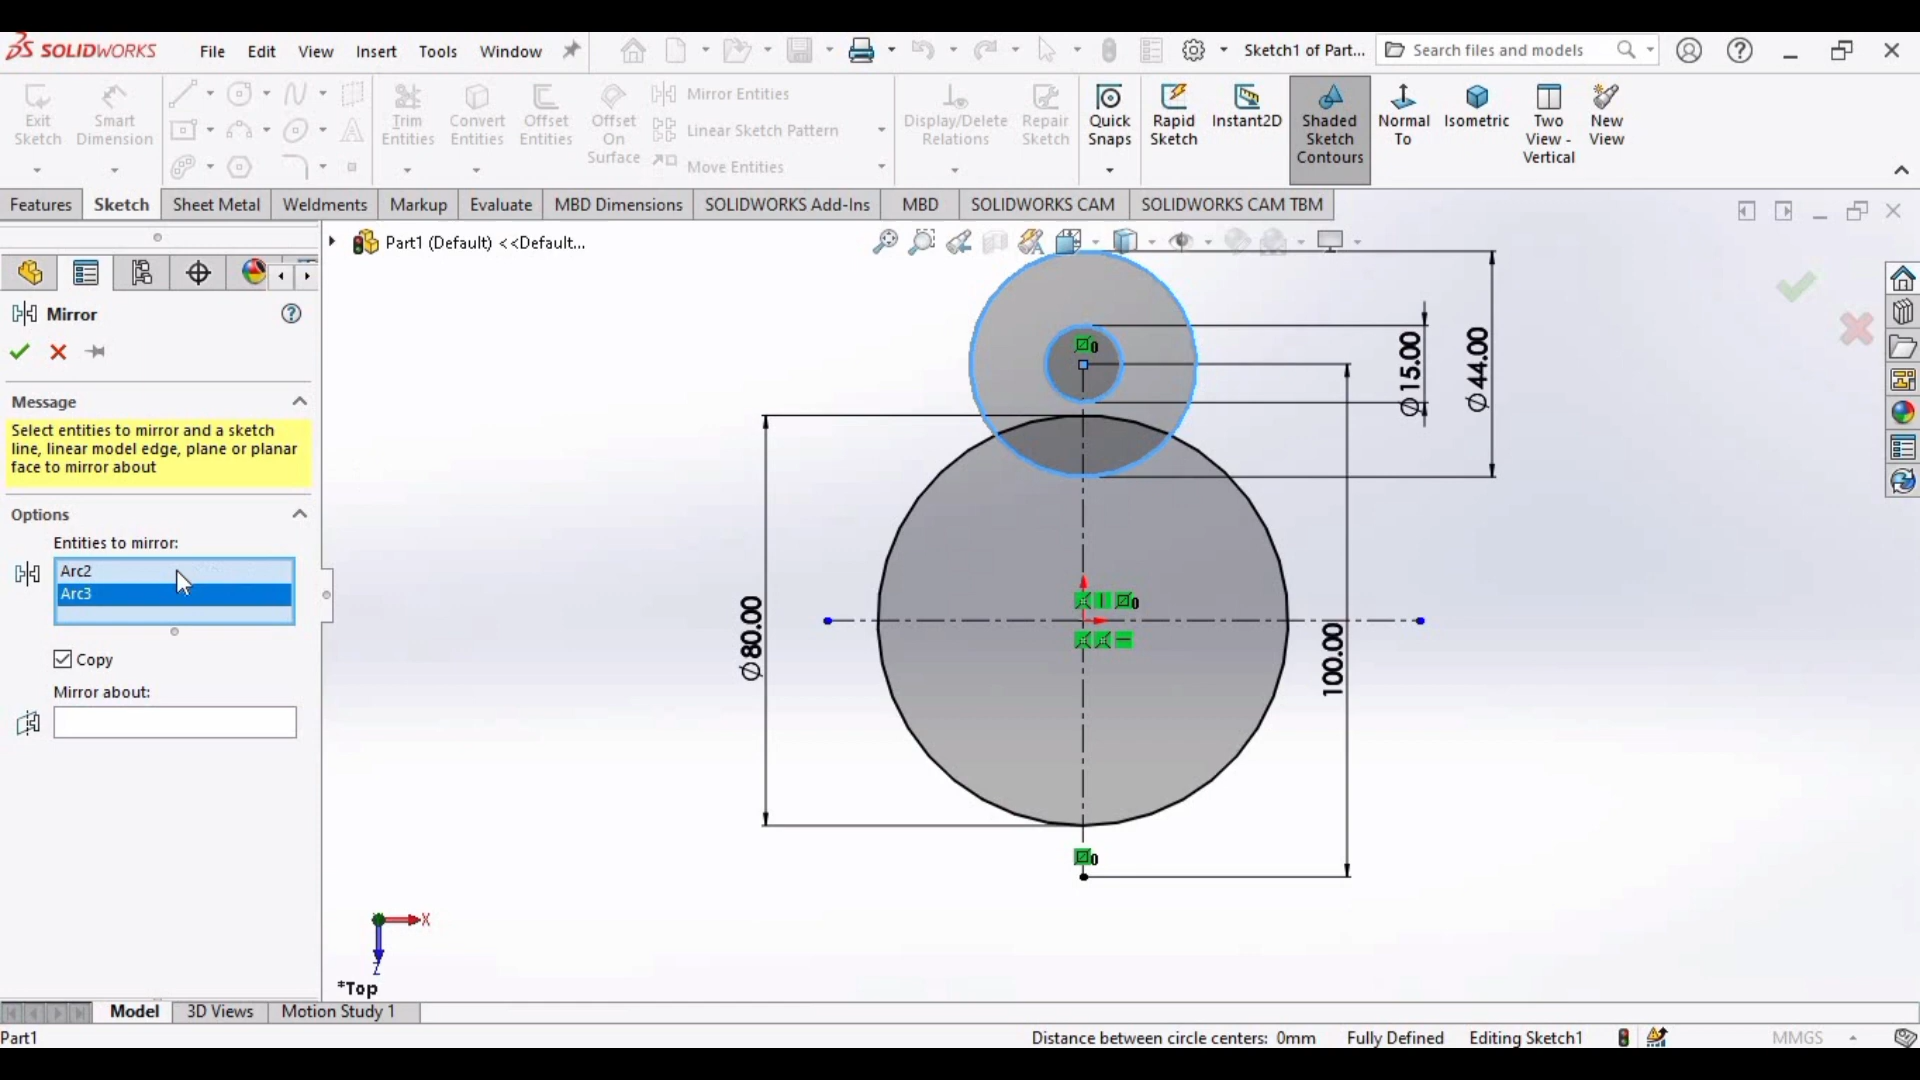 SOLIDWORKS File Edit View Insert Tools Window Sketch1 of Part... Search files and models
Exit Sketch
Smart Dimension
Trim Entities
Convert Entities
Offset Entities
Offset On Surface
Mirror Entities
Linear Sketch Pattern
Move Entities
Display/Delete Relations
Repair Sketch
Quick Snaps
Rapid Sketch
Instant2D
Shaded Sketch Contours
Normal To
Isometric
Two View - Vertical
New View
Features Sketch Sheet Metal Weldments Markup Evaluate MBD Dimensions SOLIDWORKS Add-Ins MBD SOLIDWORKS CAM SOLIDWORKS CAM TBM
Part1 (Default) <<Default...
Mirror
Message
Select entities to mirror and a sketch
line, linear model edge, plane or planar
face to mirror about
Options
Entities to mirror:
Arc2
Arc3
Copy
Mirror about:
Ø15.00
Ø44.00
Ø80.00
100.00
0
0
0
X
Z
*Top
Model 3D Views Motion Study 1
Part1 Distance between circle centers: 0mm Fully Defined Editing Sketch1 MMGS